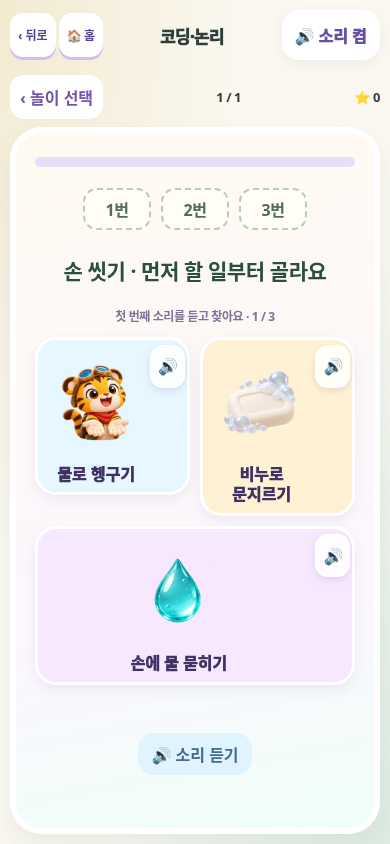 ‹ 뒤로
🏠 홈
코딩·논리
🔊 소리 켬
‹ 놀이 선택
1 / 1
⭐ 0
1번
2번
3번
손 씻기 · 먼저 할 일부터 골라요
첫 번째 소리를 듣고 찾아요 · 1 / 3
🔊
물로 헹구기
🔊
비누로
문지르기
🔊
손에 물 묻히기
🔊 소리 듣기